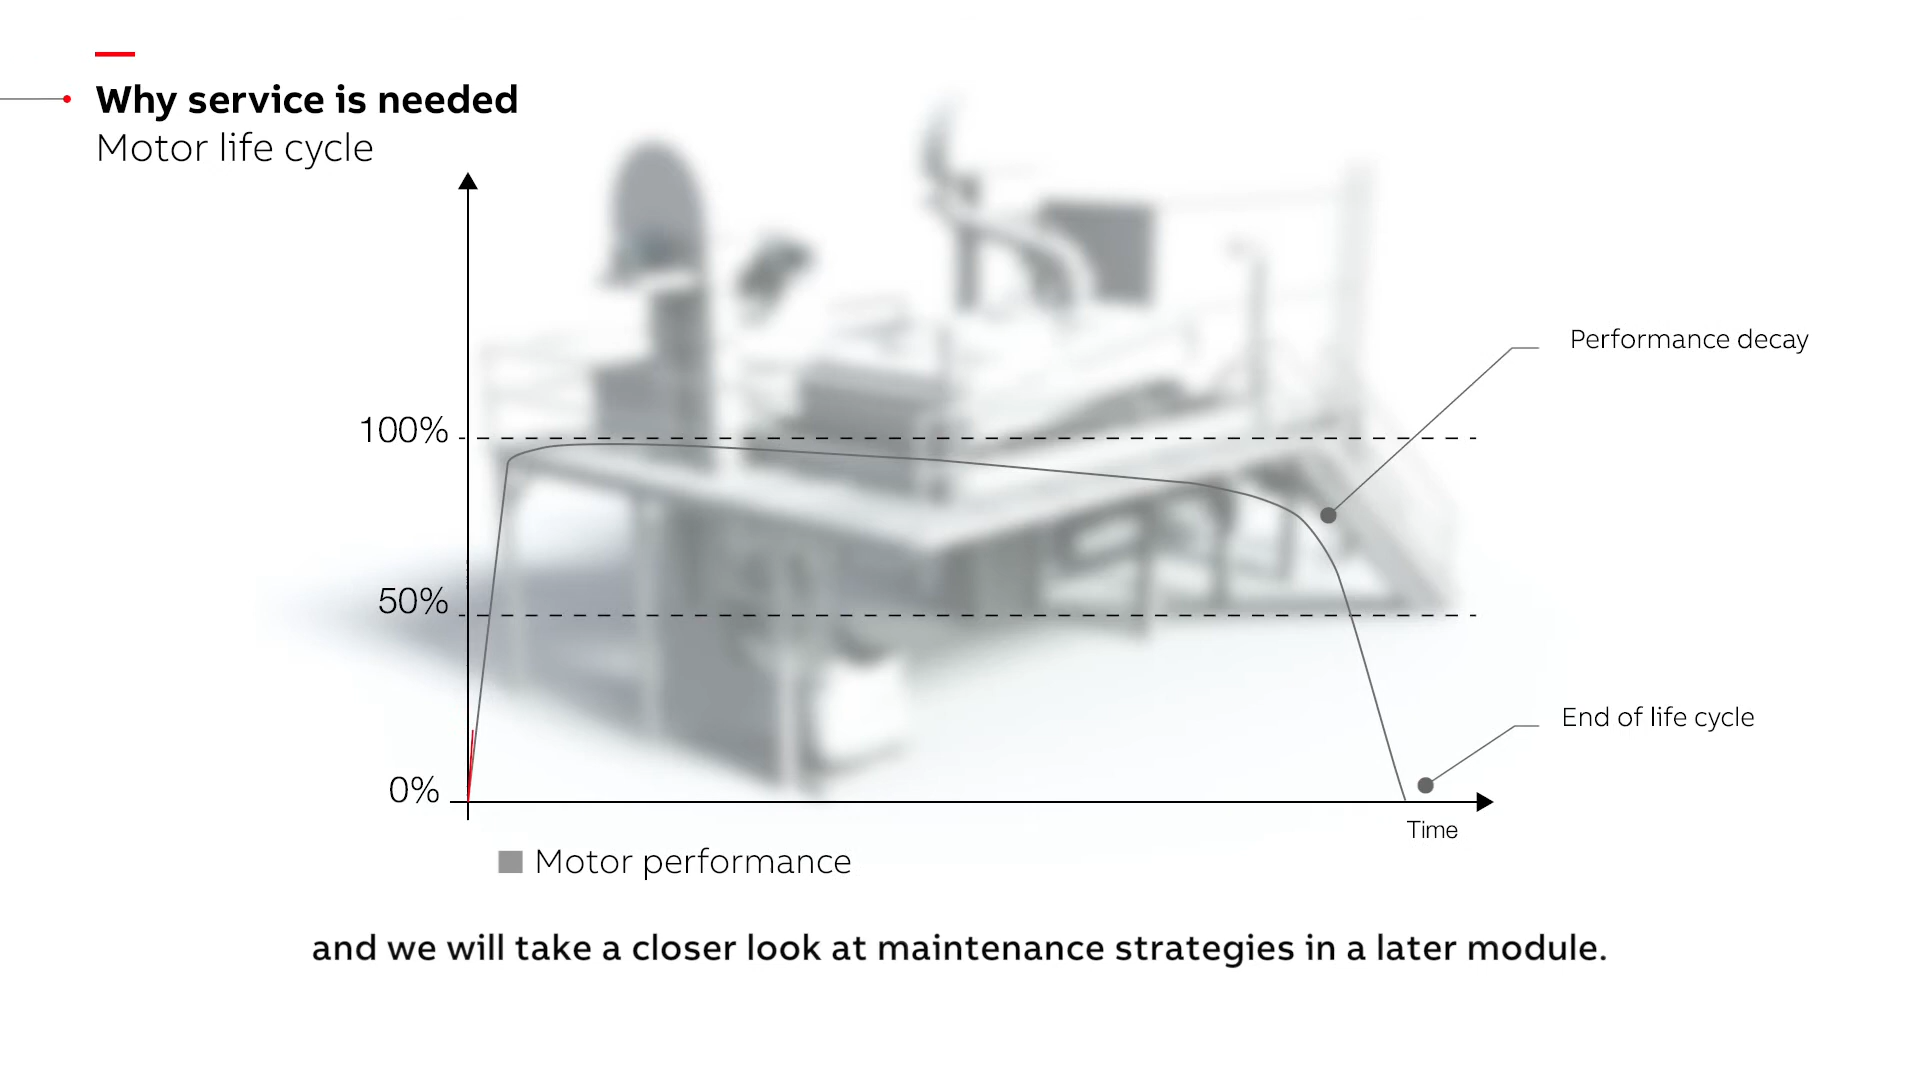 Why service is needed
Motor life cycle
Performance decay
100%
50%
End of life cycle
0%
Time
Motor performance
and we will take a closer look at maintenance strategies in a later module.